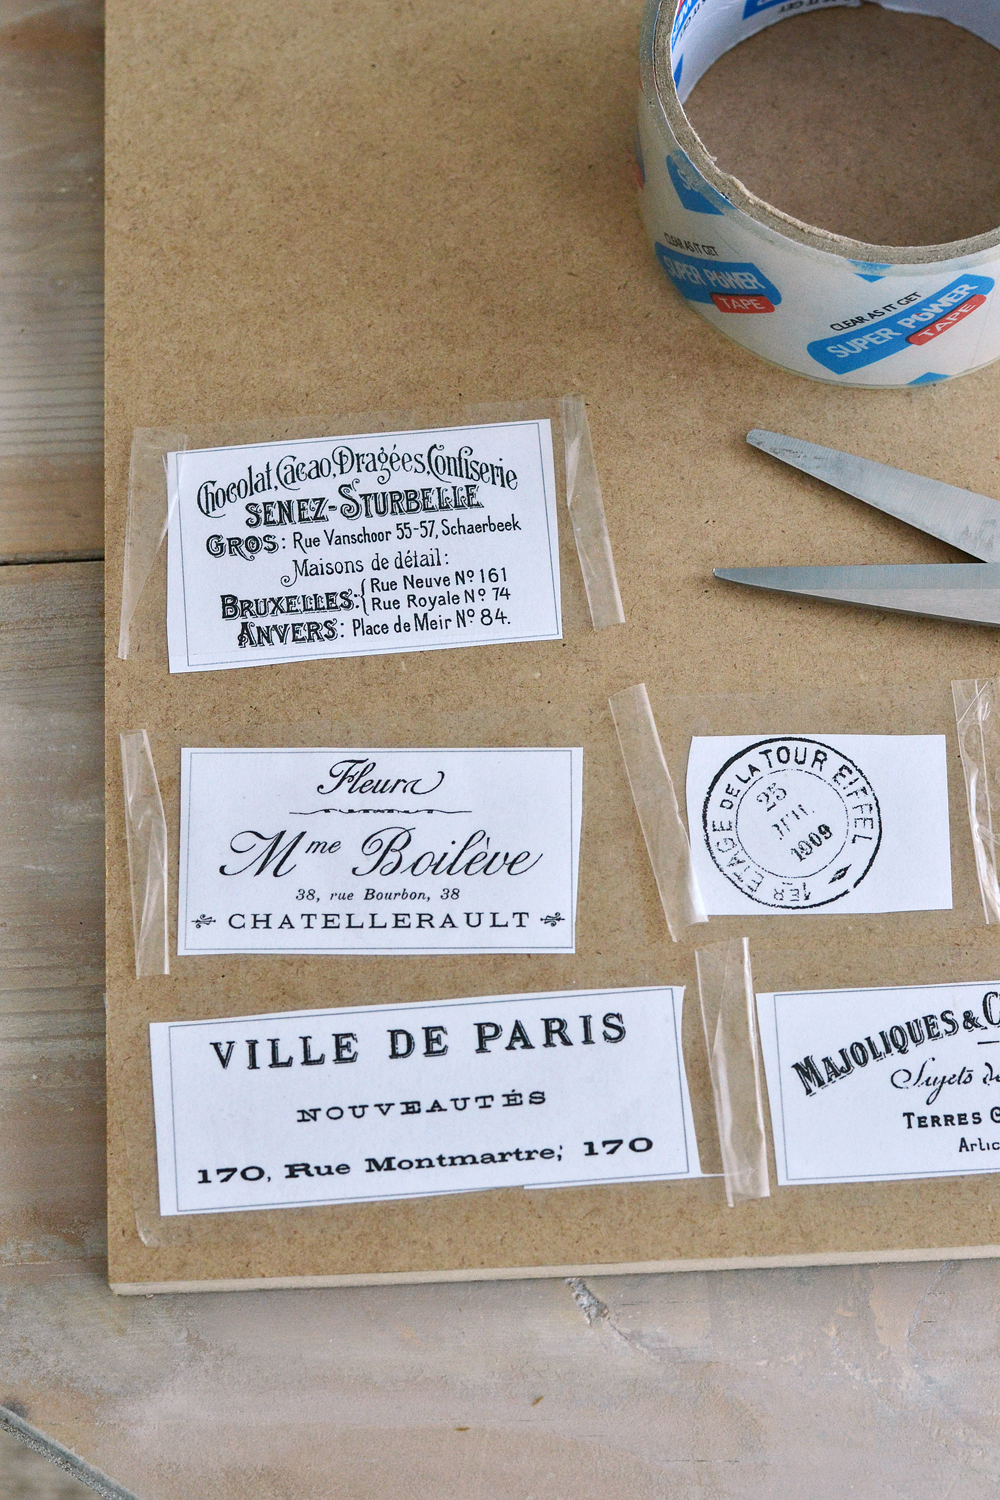 CLEAR AS IT GET
SUPER POWER
TAPE
CLEAR AS IT GET
SUPER POWER
TAPE
Chocolat, Cacao, Dragées, Confiserie
SENEZ-STURBELLE
GROS: Rue Vanschoor 55-57, Schaerbeek
Maisons de détail:
BRUXELLES: { Rue Neuve Nº 161
Rue Royale Nº 74
ANVERS: Place de Meir Nº 84.
Fleurs
Mme Boilève
38, rue Bourbon, 38
CHATELLERAULT
1ER ETAGE DE LA TOUR EIFFEL
25
1909
1ER
VILLE DE PARIS
NOUVEAUTÉS
170, Rue Montmartre, 170
MAJOLIQUES & C
Sujets de
TERRES
Artic